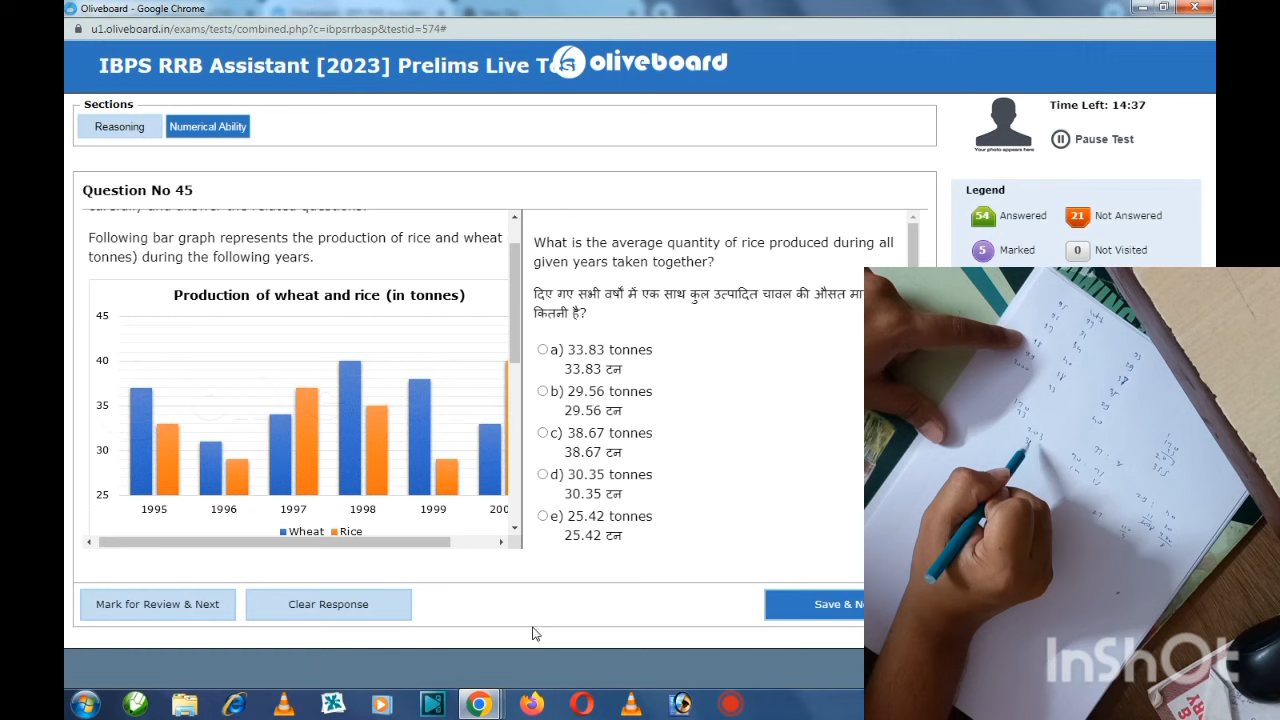 Oliveboard - Google Chrome
u1.oliveboard.in/exams/tests/combined.php?c=ibpsrrbasp&testid=574#
IBPS RRB Assistant [2023] Prelims Live
oliveboard
Sections
Reasoning
Numerical Ability
Time Left: 14:37
Your photo appears here
Pause Test
Question No 45
Legend
54 Answered
21 Not Answered
5 Marked
0 Not Visited
Following bar graph represents the production of rice and wheat
tonnes) during the following years.
Production of wheat and rice (in tonnes)
45
40
35
30
25
1995 1996 1997 1998 1999 200
Wheat Rice
What is the average quantity of rice produced during all
given years taken together?
दिए गए सभी वर्षों में एक साथ कुल उत्पादित चावल की औसत मा
कितनी है?
a) 33.83 tonnes
33.83 टन
b) 29.56 tonnes
29.56 टन
c) 38.67 tonnes
38.67 टन
d) 30.35 tonnes
30.35 टन
e) 25.42 tonnes
25.42 टन
Mark for Review & Next
Clear Response
Save & N
InShOt